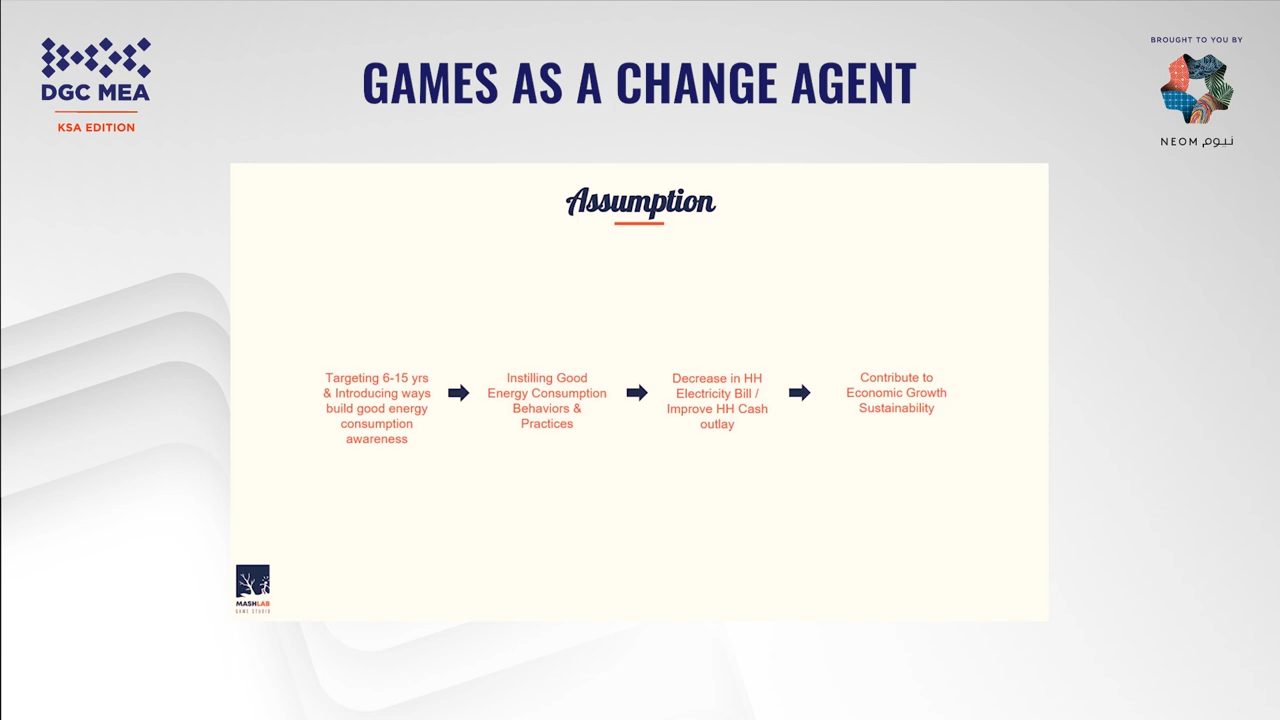 DGC MEA
KSA EDITION
GAMES AS A CHANGE AGENT
BROUGHT TO YOU BY
NEOM نيوم
Assumption
Targeting 6-15 yrs
& Introducing ways
build good energy
consumption
awareness
Instilling Good
Energy Consumption
Behaviors &
Practices
Decrease in HH
Electricity Bill /
Improve HH Cash
outlay
Contribute to
Economic Growth
Sustainability
MASHLAB
GAME STUDIO